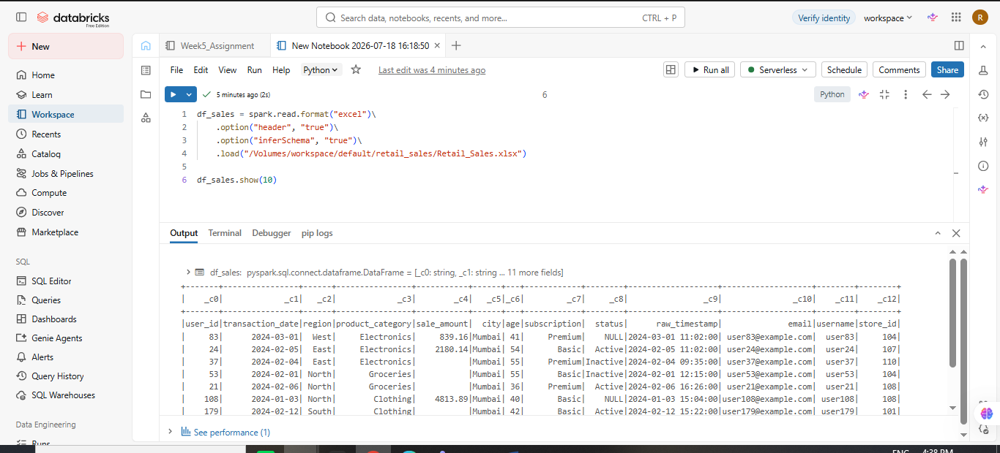 databricks
Free Edition
Search data, notebooks, recents, and more...
CTRL + P
Verify identity
workspace
R
New
Home
Learn
Workspace
Recents
Catalog
Jobs & Pipelines
Compute
Discover
Marketplace
SQL
SQL Editor
Queries
Dashboards
Genie Agents
Alerts
Query History
SQL Warehouses
Data Engineering
Runs
Week5_Assignment
New Notebook 2026-07-18 16:18:50
File Edit View Run Help Python Last edit was 4 minutes ago
Run all Serverless Schedule Comments Share
5 minutes ago (2s)
6
Python
1 df_sales = spark.read.format("excel")\
2 .option("header", "true")\
3 .option("inferSchema", "true")\
4 .load("/Volumes/workspace/default/retail_sales/Retail_Sales.xlsx")
5
6 df_sales.show(10)
Output Terminal Debugger pip logs
df_sales: pyspark.sql.connect.dataframe.DataFrame = [_c0: string, _c1: string ... 11 more fields]
+-------+----------------+------+----------------+-----------+------+---+------------+--------+-------------------+-------------------+--------+--------+
|    _c0|             _c1|   _c2|             _c3|        _c4|   _c5|_c6|         _c7|     _c8|                _c9|               _c10|    _c11|    _c12|
+-------+----------------+------+----------------+-----------+------+---+------------+--------+-------------------+-------------------+--------+--------+
|user_id|transaction_date|region|product_category|sale_amount|  city|age|subscription|  status|      raw_timestamp|              email|username|store_id|
|     83|      2024-03-01|  West|     Electronics|     839.16|Mumbai| 41|     Premium|    NULL|2024-03-01 11:02:00| user83@example.com|  user83|     104|
|     24|      2024-02-05|  East|     Electronics|    2180.14|Mumbai| 54|       Basic|  Active|2024-02-05 11:02:00| user24@example.com|  user24|     107|
|     37|      2024-02-04|  East|     Electronics|           |Mumbai| 55|     Premium|Inactive|2024-02-04 09:35:00| user37@example.com|  user37|     110|
|     53|      2024-02-01| North|       Groceries|           |Mumbai| 55|       Basic|Inactive|2024-02-01 12:15:00| user53@example.com|  user53|     104|
|     21|      2024-02-06| North|       Groceries|           |Mumbai| 36|     Premium|  Active|2024-02-06 16:26:00| user21@example.com|  user21|     108|
|    108|      2024-01-03| North|        Clothing|    4813.89|Mumbai| 40|       Basic|    NULL|2024-01-03 15:04:00|user108@example.com| user108|     108|
|    179|      2024-02-12| South|        Clothing|           |Mumbai| 42|       Basic|  Active|2024-02-12 15:22:00|user179@example.com| user179|     101|
See performance (1)
ENG 4:38 PM